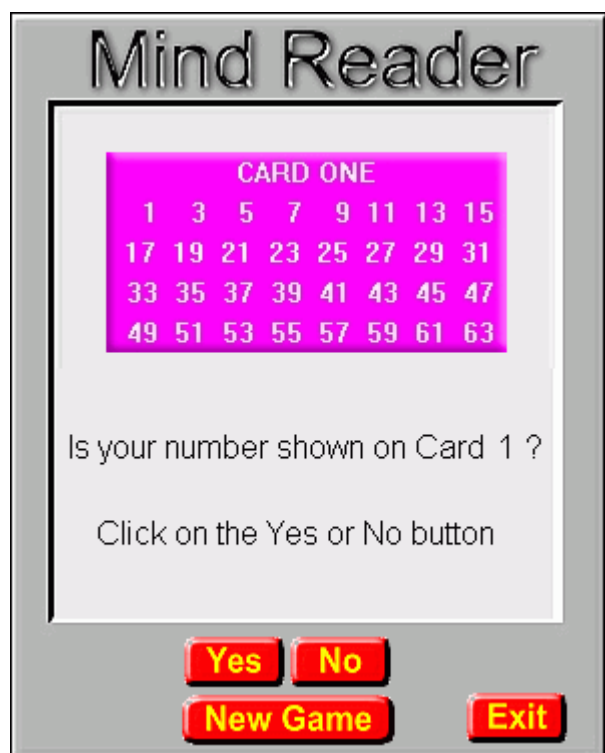 Mind Reader
CARD ONE
1 3 5 7 9 11 13 15
17 19 21 23 25 27 29 31
33 35 37 39 41 43 45 47
49 51 53 55 57 59 61 63
Is your number shown on Card 1 ?
Click on the Yes or No button
Yes No
New Game Exit